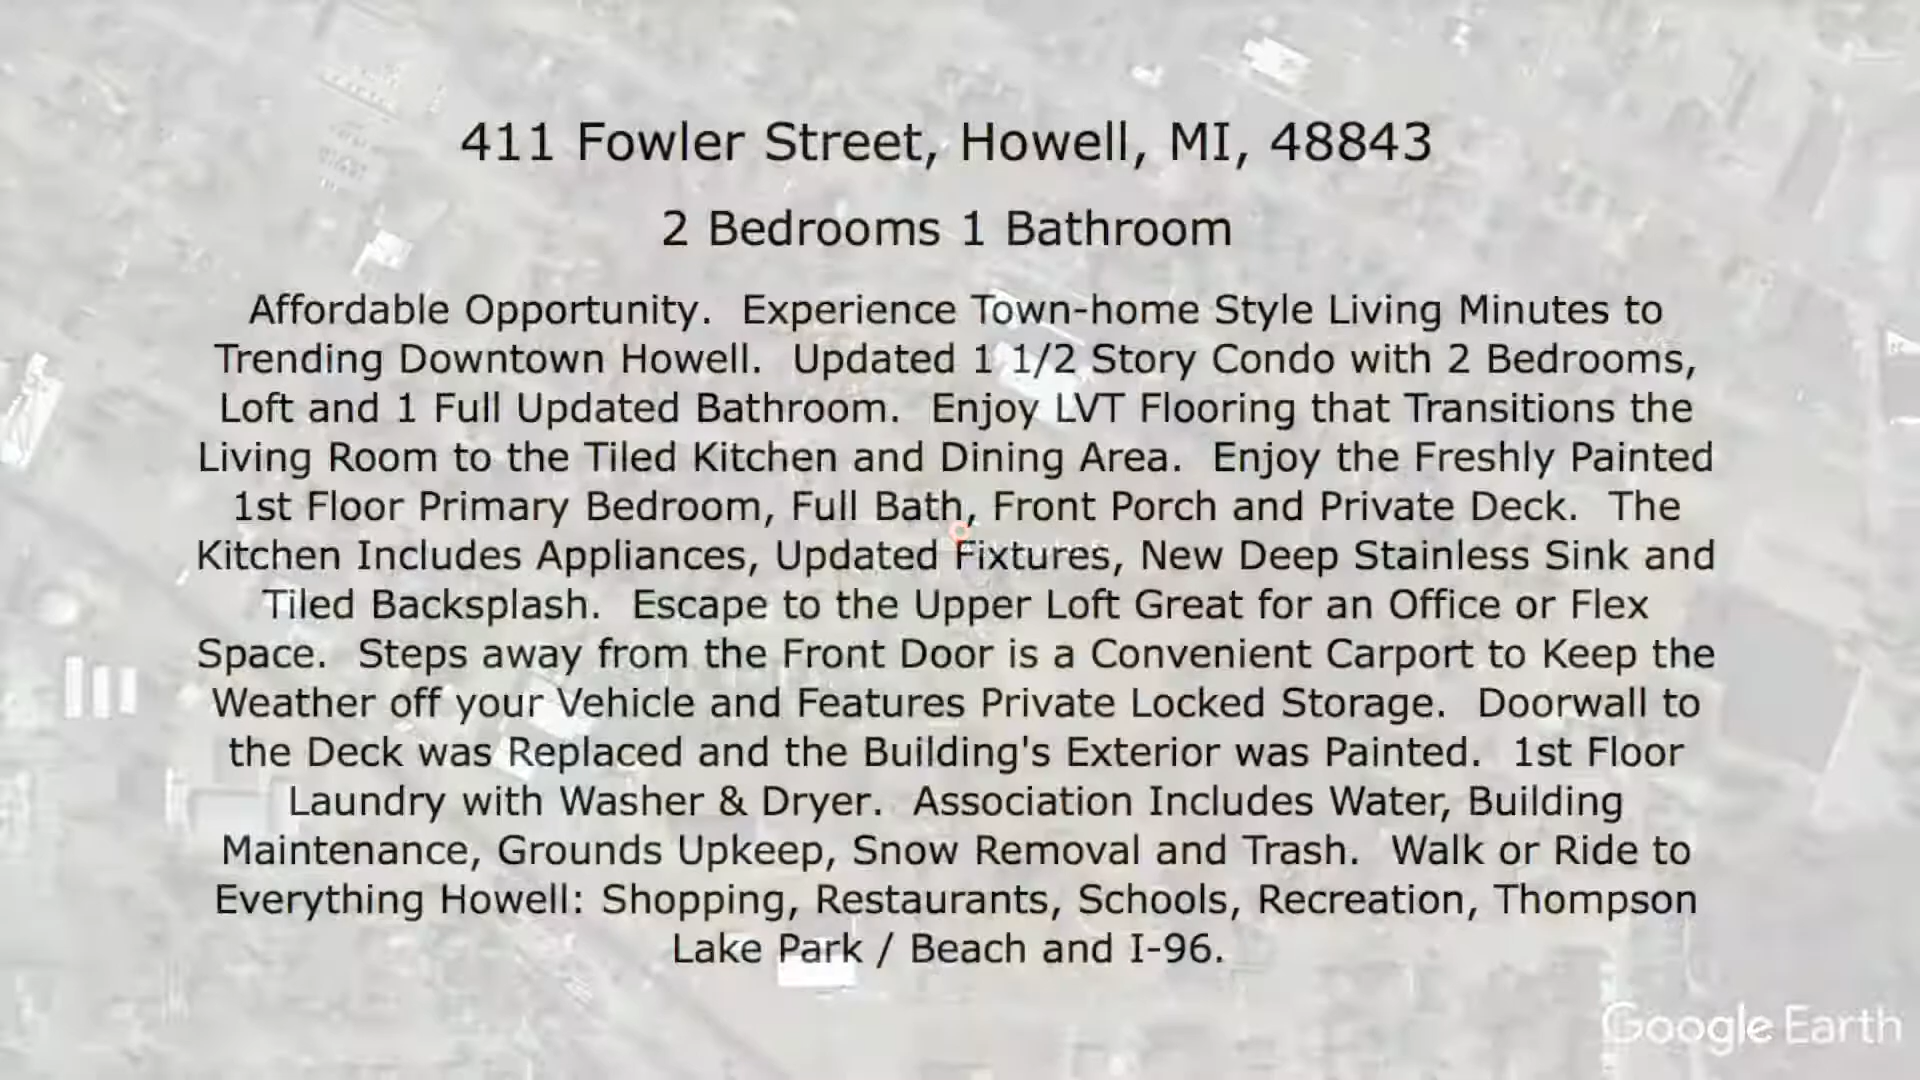 411 Fowler Street, Howell, MI, 48843
2 Bedrooms 1 Bathroom
Affordable Opportunity.  Experience Town-home Style Living Minutes to
Trending Downtown Howell.  Updated 1 1/2 Story Condo with 2 Bedrooms,
Loft and 1 Full Updated Bathroom.  Enjoy LVT Flooring that Transitions the
Living Room to the Tiled Kitchen and Dining Area.  Enjoy the Freshly Painted
1st Floor Primary Bedroom, Full Bath, Front Porch and Private Deck.  The
Kitchen Includes Appliances, Updated Fixtures, New Deep Stainless Sink and
Tiled Backsplash.  Escape to the Upper Loft Great for an Office or Flex
Space.  Steps away from the Front Door is a Convenient Carport to Keep the
Weather off your Vehicle and Features Private Locked Storage.  Doorwall to
the Deck was Replaced and the Building's Exterior was Painted.  1st Floor
Laundry with Washer & Dryer.  Association Includes Water, Building
Maintenance, Grounds Upkeep, Snow Removal and Trash.  Walk or Ride to
Everything Howell: Shopping, Restaurants, Schools, Recreation, Thompson
Lake Park / Beach and I-96.
Google Earth